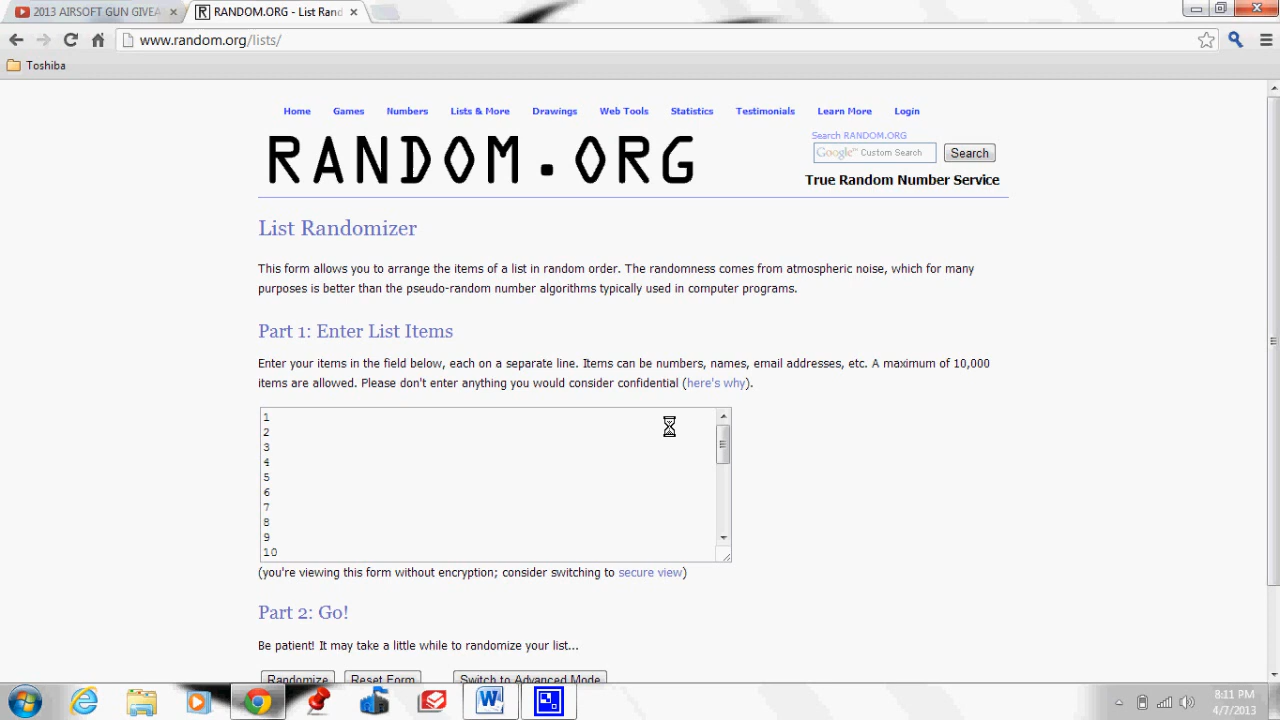 2013 AIRSOFT GUN GIVEA
RANDOM.ORG - List Rand
www.random.org/lists/
Toshiba
Home Games Numbers Lists & More Drawings Web Tools Statistics Testimonials Learn More Login
RANDOM.ORG
Search RANDOM.ORG
Google™ Custom Search Search
True Random Number Service
List Randomizer
This form allows you to arrange the items of a list in random order. The randomness comes from atmospheric noise, which for many
purposes is better than the pseudo-random number algorithms typically used in computer programs.
Part 1: Enter List Items
Enter your items in the field below, each on a separate line. Items can be numbers, names, email addresses, etc. A maximum of 10,000
items are allowed. Please don't enter anything you would consider confidential (here's why).
1
2
3
4
5
6
7
8
9
10
(you're viewing this form without encryption; consider switching to secure view)
Part 2: Go!
Be patient! It may take a little while to randomize your list...
Randomize Reset Form Switch to Advanced Mode
8:11 PM
4/7/2013